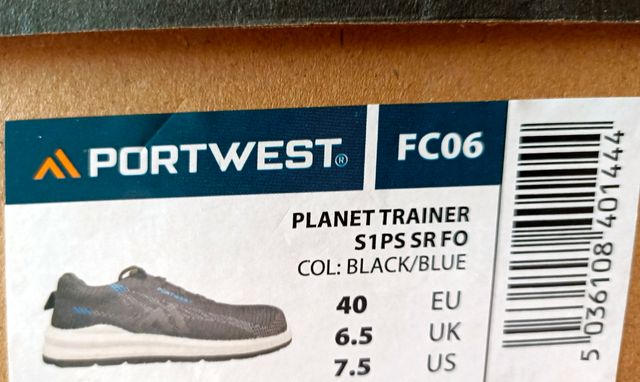 PORTWEST®
FC06
PLANET TRAINER
S1PS SR FO
COL: BLACK/BLUE
PORTWEST
40 EU
6.5 UK
7.5 US
5 036108 401444